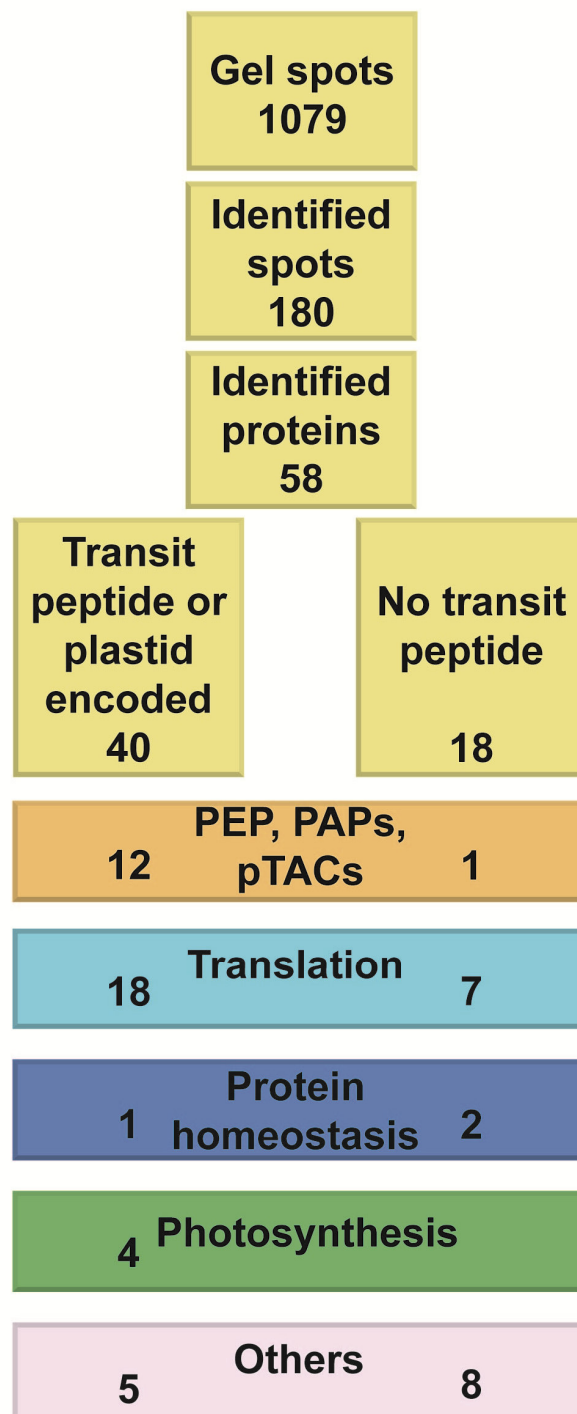 Gel spots
1079
Identified
spots
180
Identified
proteins
58
Transit
peptide or
plastid
encoded
40
No transit
peptide
18
PEP, PAPs,
12 pTACs 1
Translation
18 7
Protein
1 homeostasis 2
Photosynthesis
4
Others
5 8